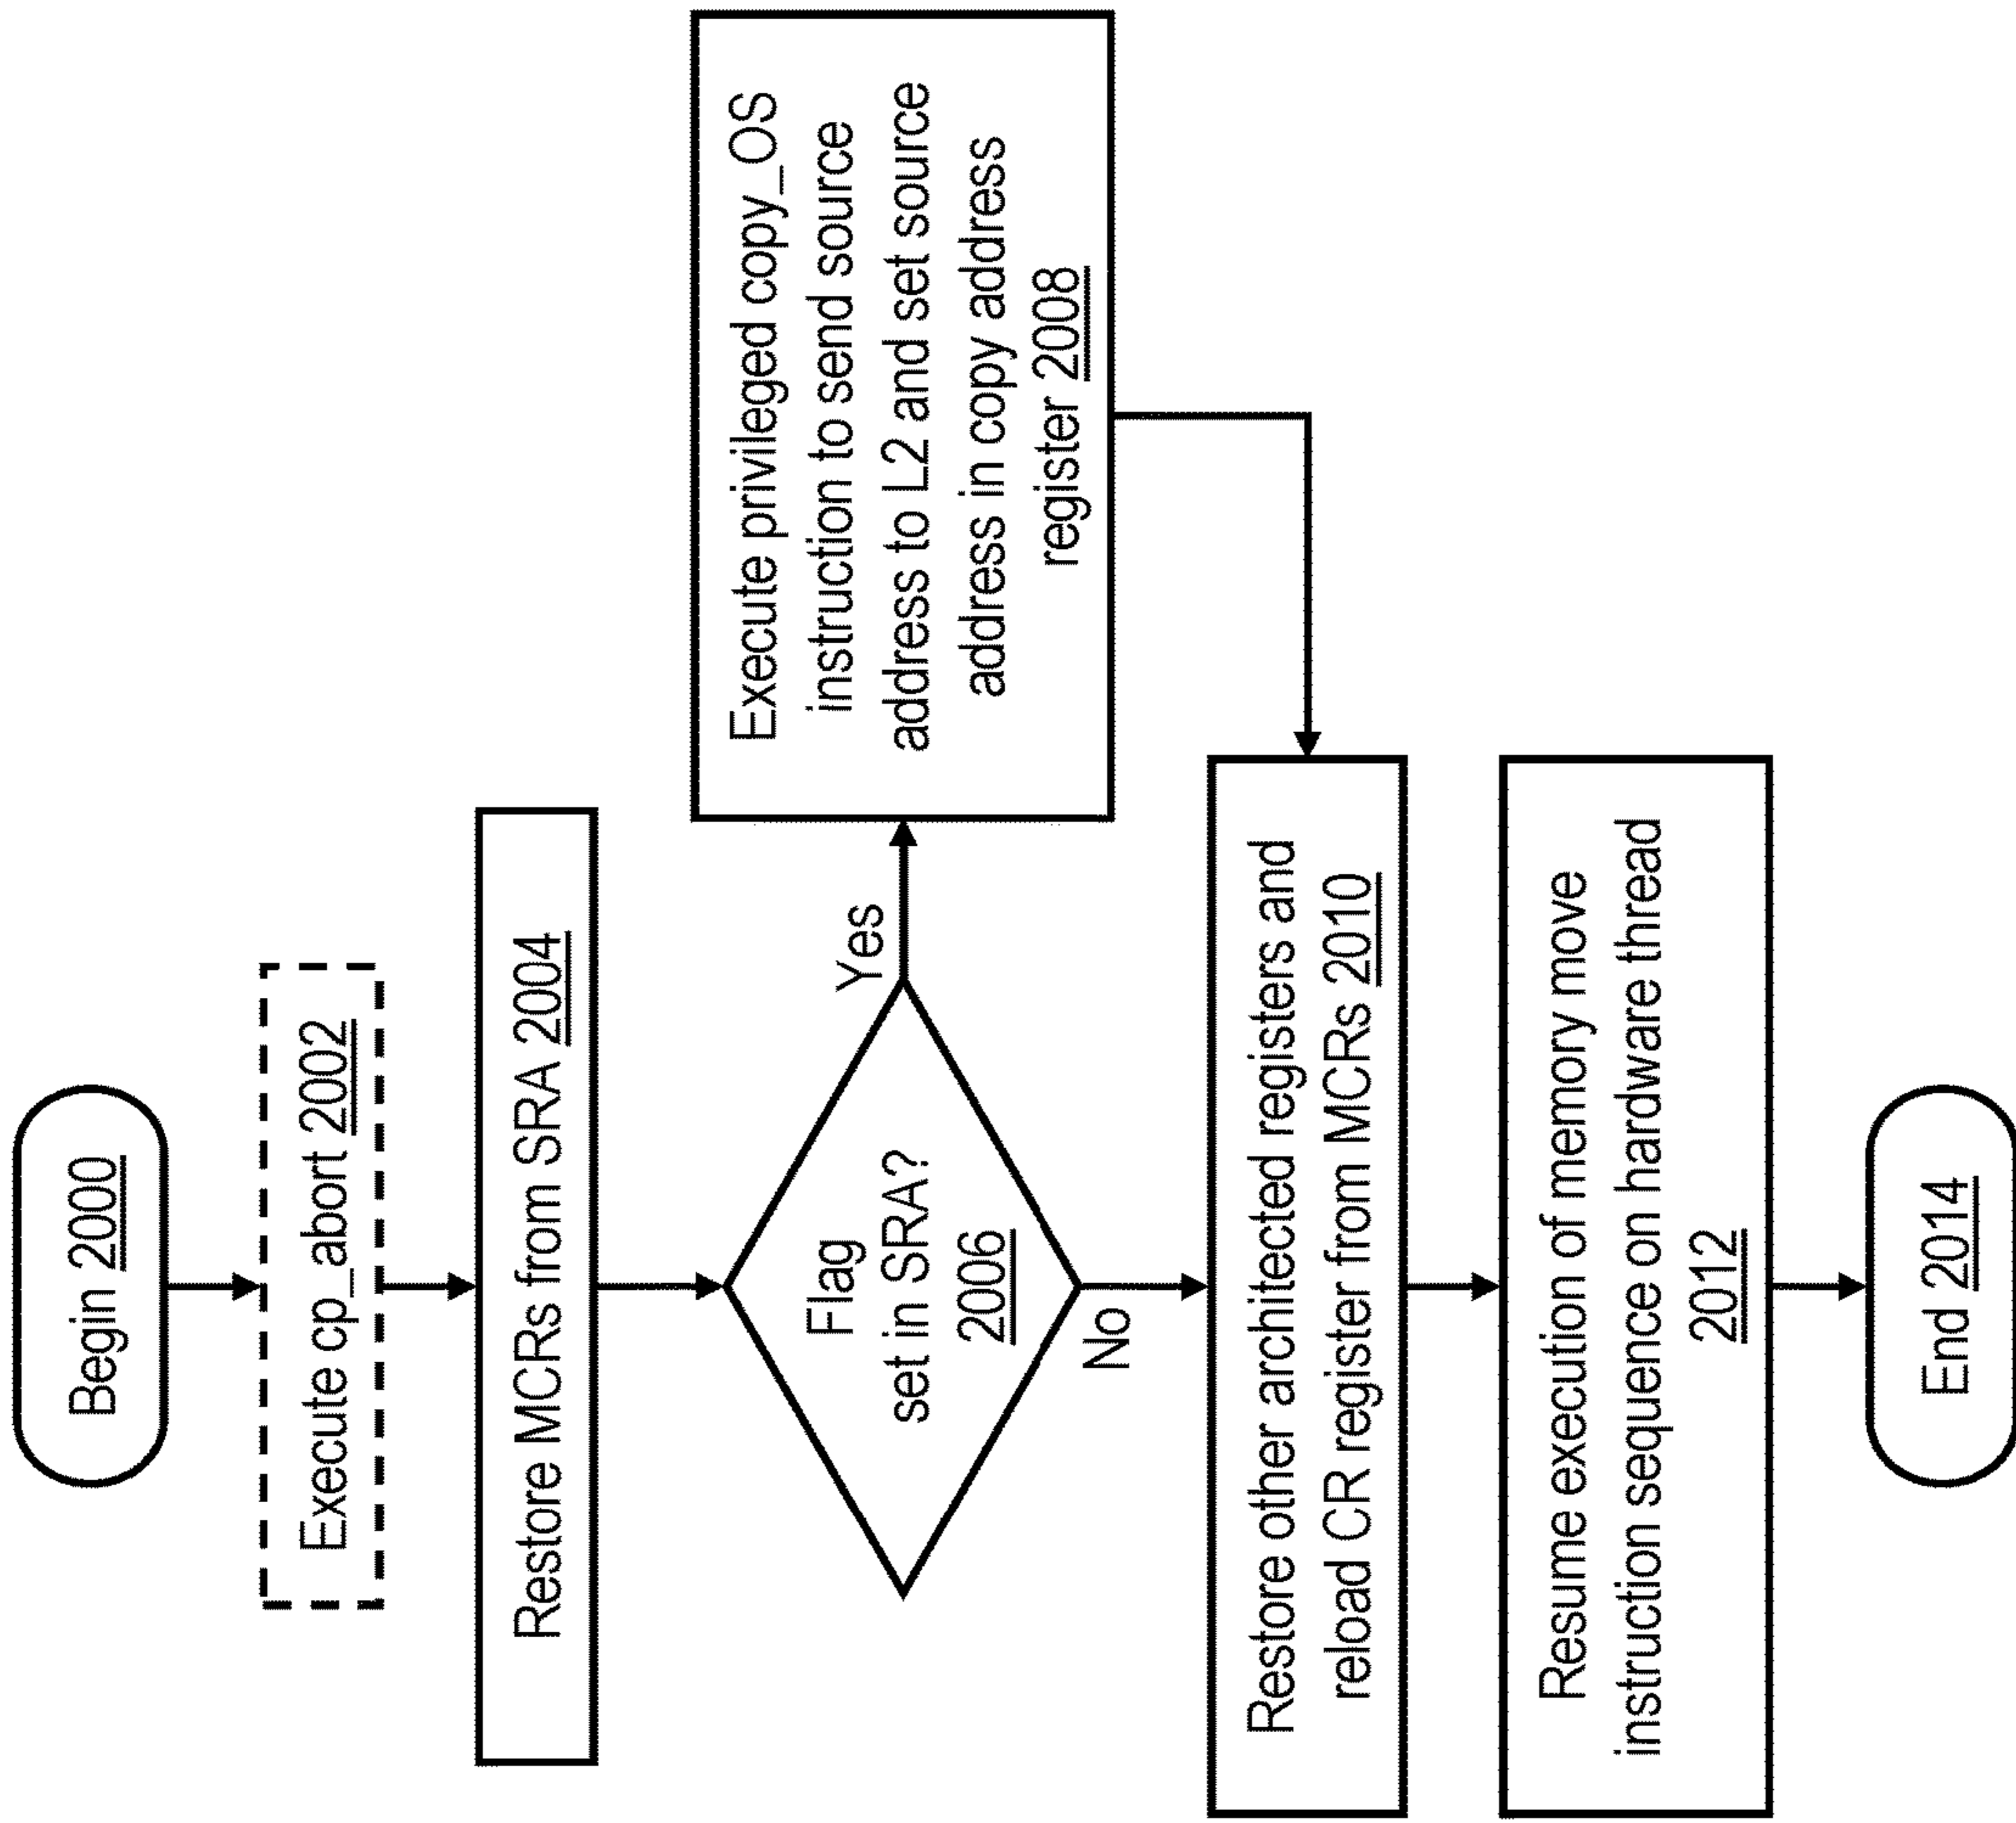 Begin 2000
Execute cp_abort 2002
Restore MCRs from SRA 2004
Flag
set in SRA?
2006
Yes
No
Execute privileged copy_OS
instruction to send source
address to L2 and set source
address in copy address
register 2008
Restore other architected registers and
reload CR register from MCRs 2010
Resume execution of memory move
instruction sequence on hardware thread
2012
End 2014